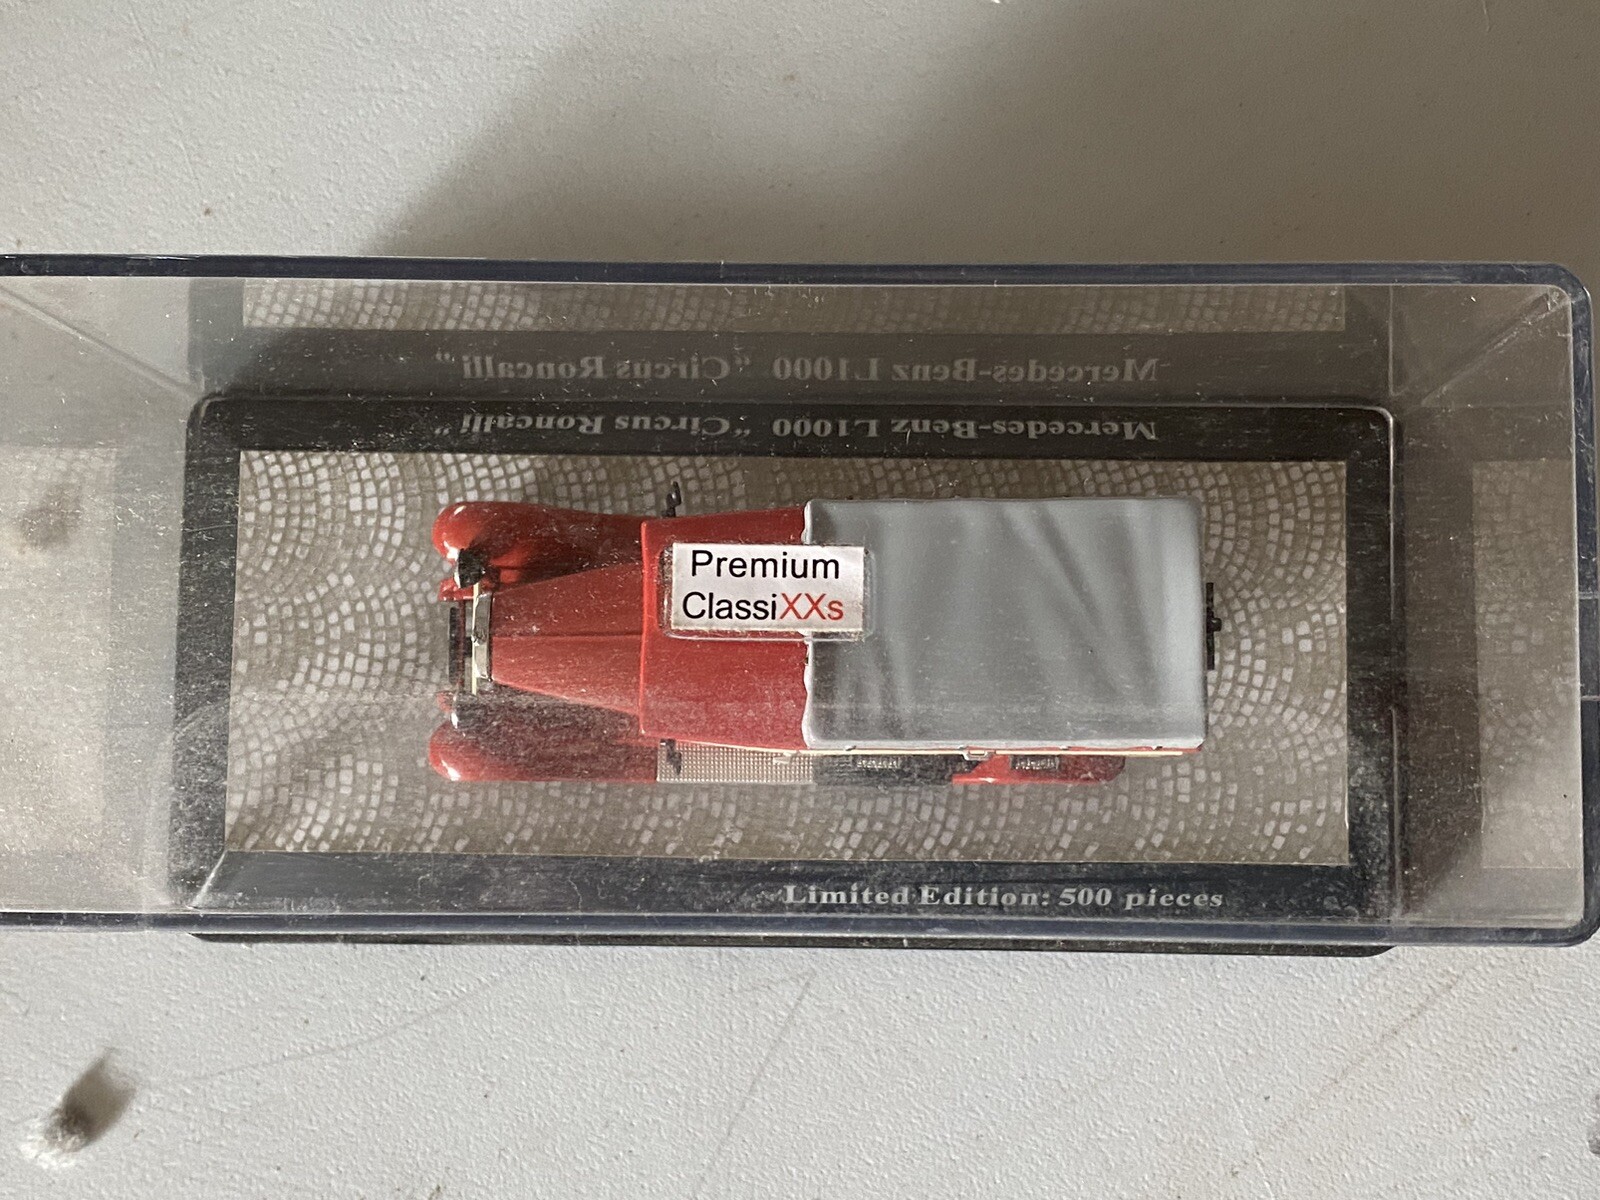 Mercedes-Benz L1000 "Circus Roncalli"
Mercedes-Benz L1000 "Circus Roncalli"
Premium
ClassiXXs
Limited Edition: 500 pieces